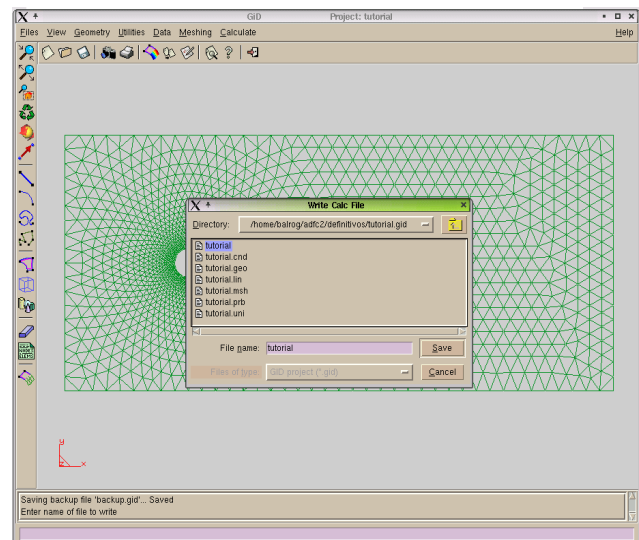 GiD Project: tutorial
Files View Geometry Utilities Data Meshing Calculate Help
Write Calc File
Directory: /home/balrog/adfc2/definitivos/tutorial.gid
tutorial
tutorial.cnd
tutorial.geo
tutorial.lin
tutorial.msh
tutorial.prb
tutorial.uni
File name: tutorial Save
Files of type: GID project (*.gid) Cancel
y
z x
Saving backup file 'backup.gid'... Saved
Enter name of file to write